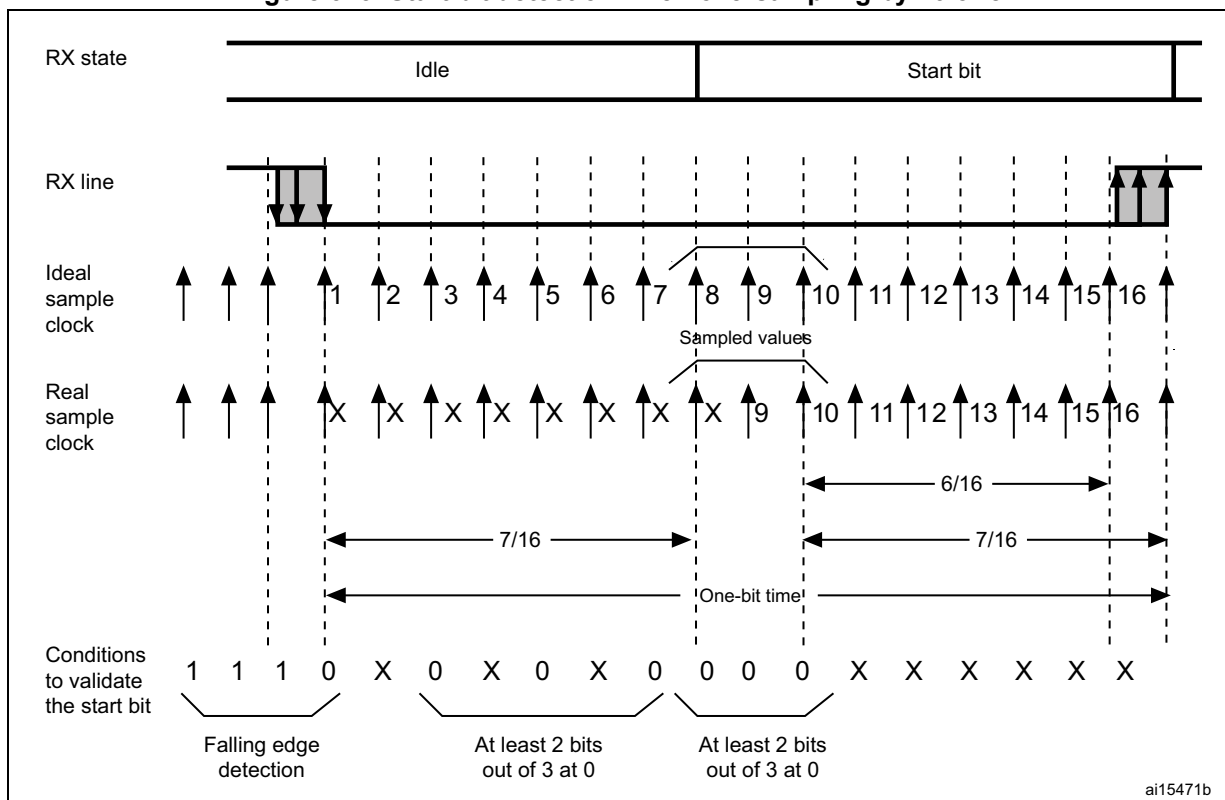 RX state
Idle
Start bit
RX line
Ideal
sample
clock
1 2 3 4 5 6 7 8 9 10 11 12 13 14 15 16
Sampled values
Real
sample
clock
X X X X X X X X 9 10 11 12 13 14 15 16
6/16
7/16
7/16
One-bit time
Conditions
to validate
the start bit
1 1 1 0 X 0 X 0 X 0 0 0 0 X X X X X X
Falling edge
detection
At least 2 bits
out of 3 at 0
At least 2 bits
out of 3 at 0
ai15471b